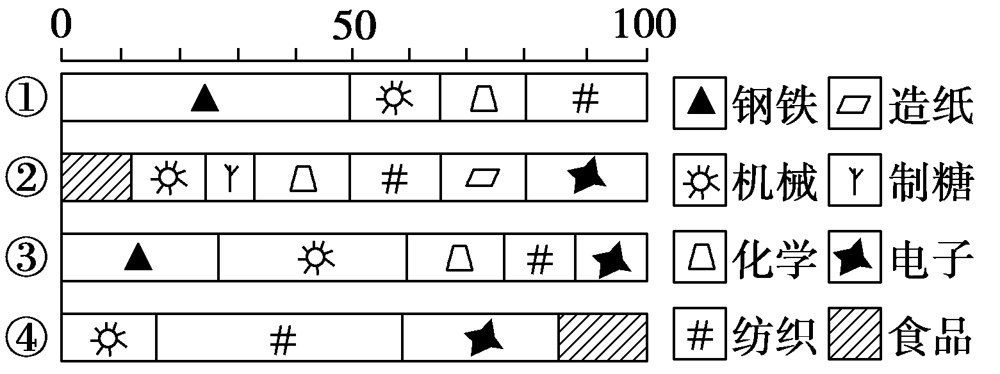 0 50 100
① 钢铁 造纸
② 机械 制糖
③ 化学 电子
④ 纺织 食品